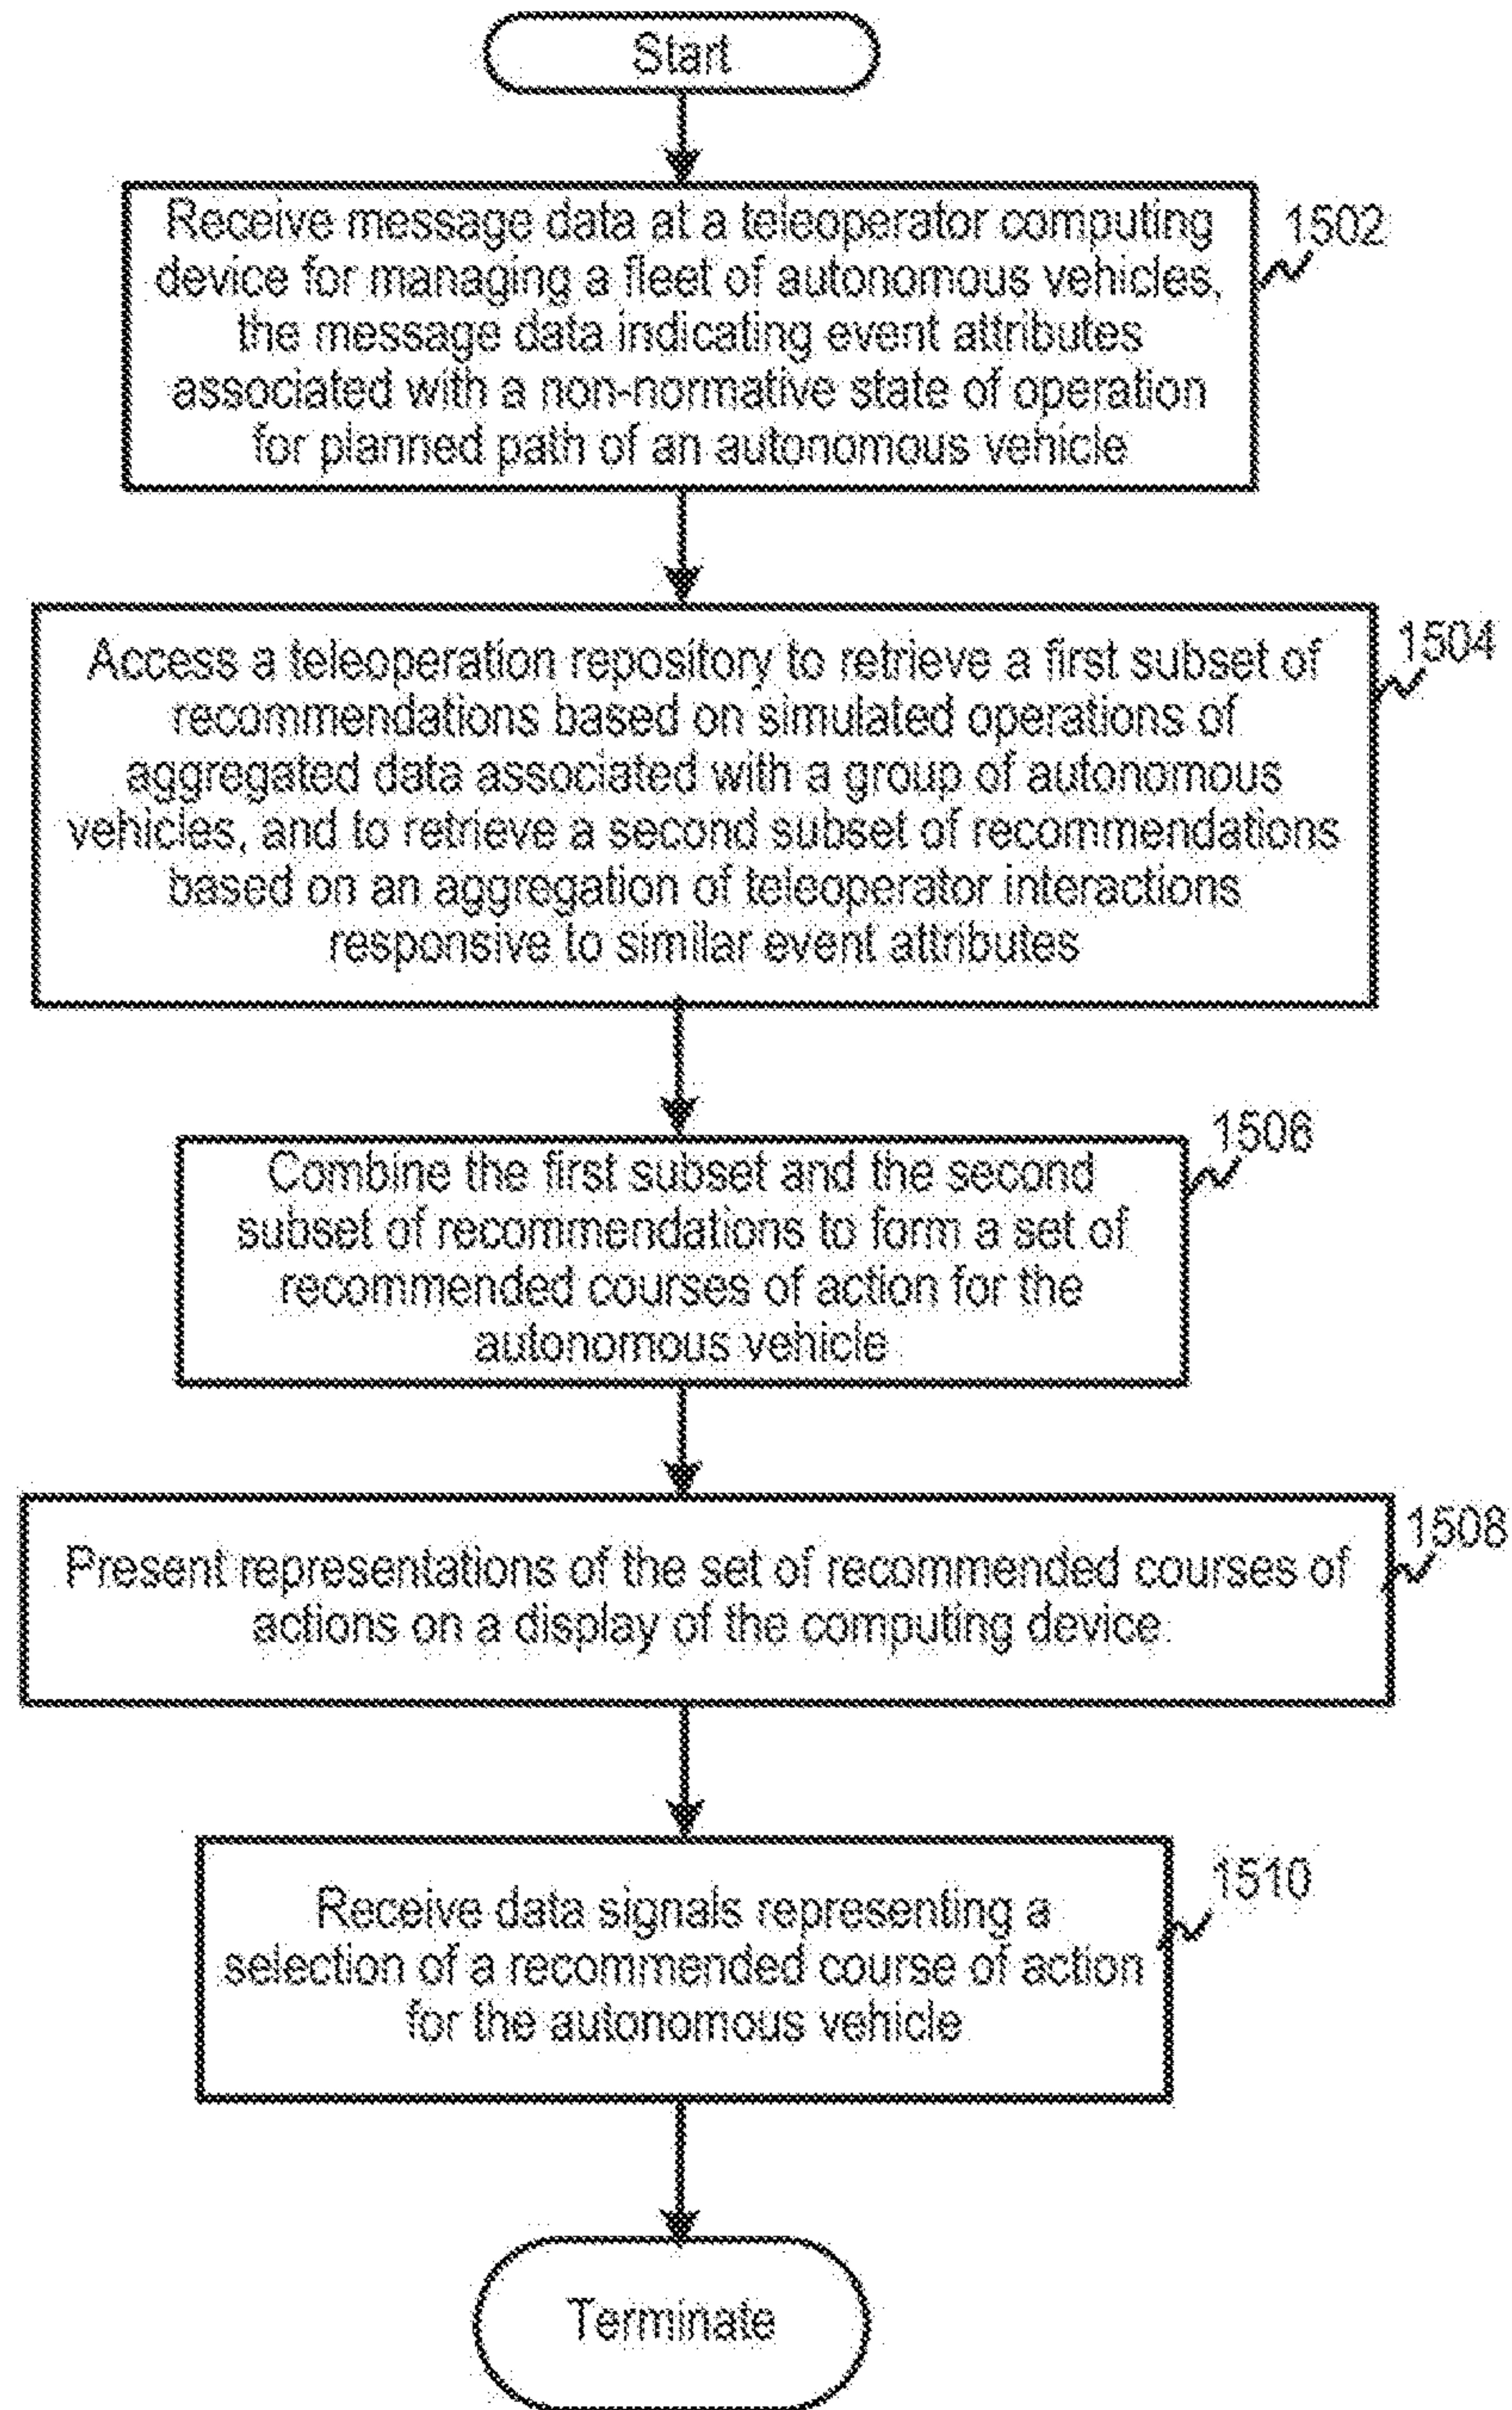 Start
Receive message data at a teleoperator computing
device for managing a fleet of autonomous vehicles,
the message data indicating event attributes
associated with a non-normative state of operation
for planned path of an autonomous vehicle
1502
Access a teleoperation repository to retrieve a first subset of
recommendations based on simulated operations of
aggregated data associated with a group of autonomous
vehicles, and to retrieve a second subset of recommendations
based on an aggregation of teleoperator interactions
responsive to similar event attributes
1504
Combine the first subset and the second
subset of recommendations to form a set of
recommended courses of action for the
autonomous vehicle
1506
Present representations of the set of recommended courses of
actions on a display of the computing device
1508
Receive data signals representing a
selection of a recommended course of action
for the autonomous vehicle
1510
Terminate